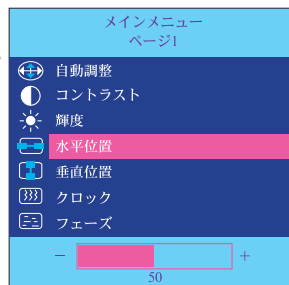 メインメニュー
ページ1
自動調整
コントラスト
輝度
水平位置
垂直位置
クロック
フェーズ
− +
50